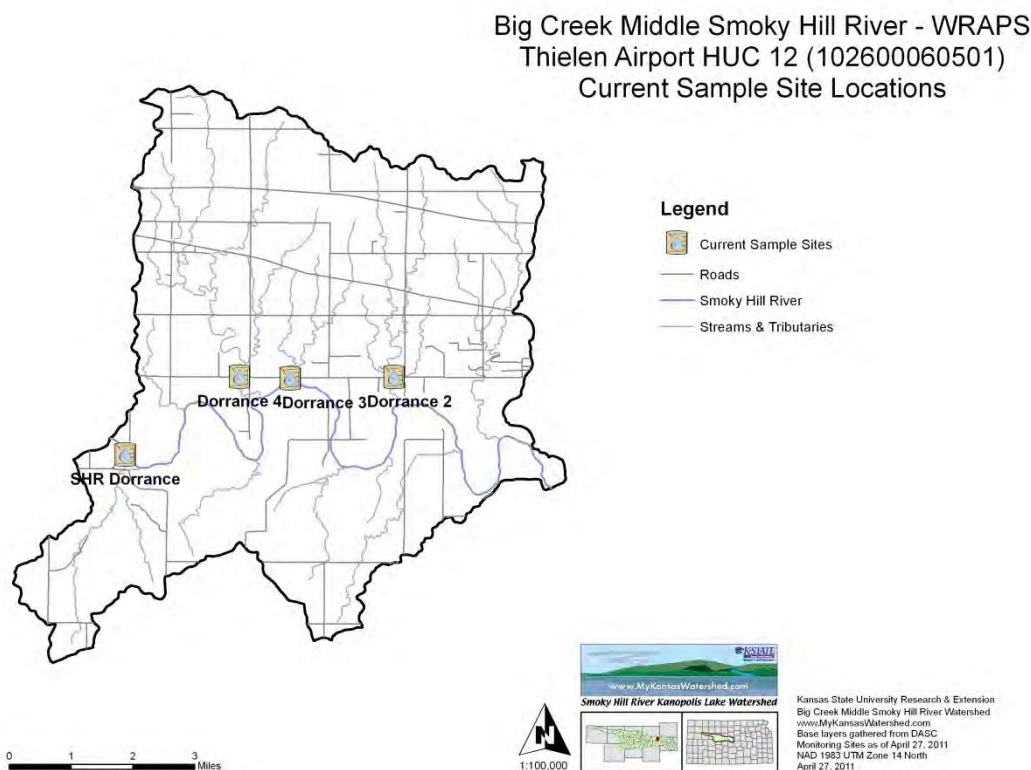 Big Creek Middle Smoky Hill River - WRAPS
Thielen Airport HUC 12 (102600060501)
Current Sample Site Locations
Legend
Current Sample Sites
Roads
Smoky Hill River
Streams & Tributaries
Dorrance 4
Dorrance 3
Dorrance 2
SHR Dorrance
K-STATE
www.MyKansasWatershed.com
Smoky Hill River Kanopolis Lake Watershed
N
1:100,000
0 1 2 3
Miles
Kansas State University Research & Extension
Big Creek Middle Smoky Hill River Watershed
www.MyKansasWatershed.com
Base layers gathered from DASC
Monitoring Sites as of April 27, 2011
NAD 1983 UTM Zone 14 North
April 27, 2011